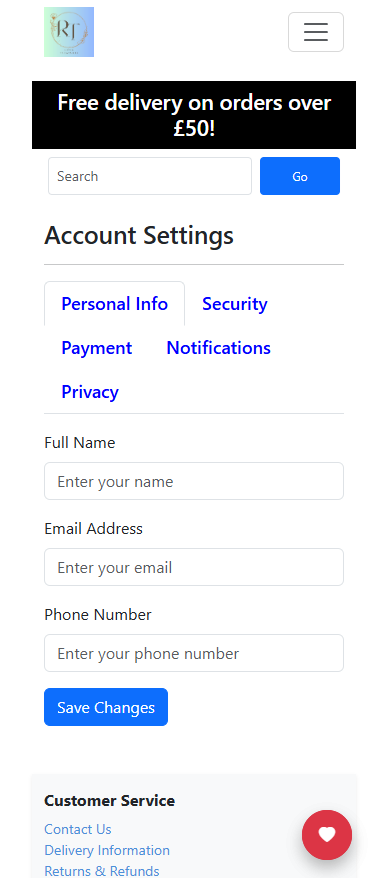 RT
Free delivery on orders over
£50!
Search
Go
Account Settings
Personal Info
Security
Payment
Notifications
Privacy
Full Name
Enter your name
Email Address
Enter your email
Phone Number
Enter your phone number
Save Changes
Customer Service
Contact Us
Delivery Information
Returns & Refunds